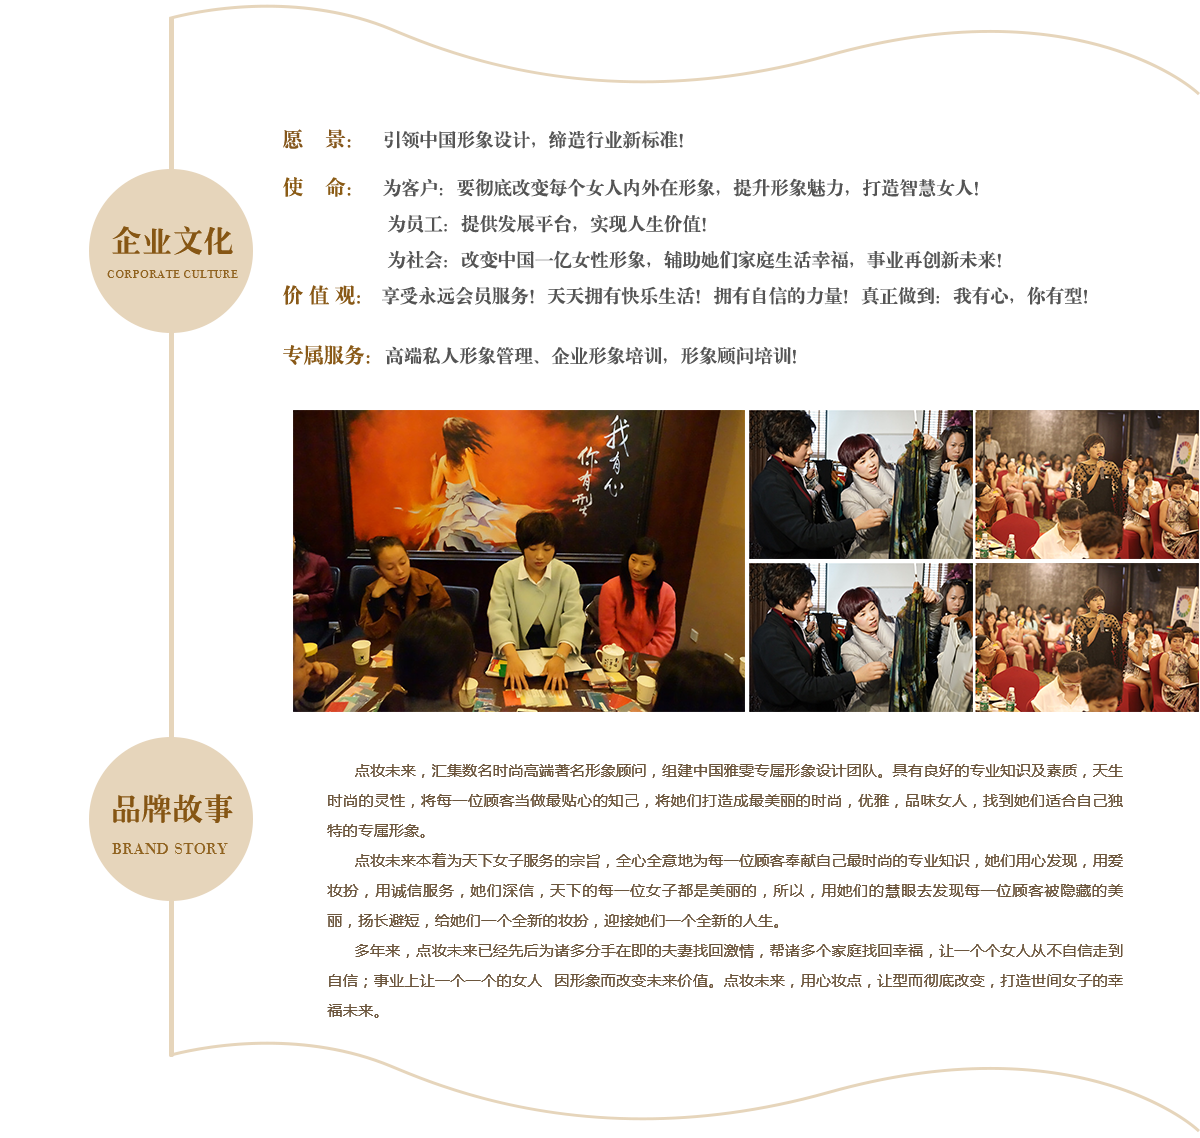 企业文化
CORPORATE CULTURE
愿 景： 引领中国形象设计，缔造行业新标准！
使 命： 为客户：要彻底改变每个女人内外在形象，提升形象魅力，打造智慧女人！
为员工：提供发展平台，实现人生价值！
为社会：改变中国一亿女性形象，辅助她们家庭生活幸福，事业再创新未来！
价 值 观： 享受永远会员服务！天天拥有快乐生活！拥有自信的力量！真正做到：我有心，你有型！
专属服务：高端私人形象管理、企业形象培训，形象顾问培训！
我有心
你有型
品牌故事
BRAND STORY
点妆未来，汇集数名时尚高端著名形象顾问，组建中国雅雯专属形象设计团队。具有良好的专业知识及素质，天生
时尚的灵性，将每一位顾客当做最贴心的知己，将她们打造成最美丽的时尚，优雅，品味女人，找到她们适合自己独
特的专属形象。
点妆未来本着为天下女子服务的宗旨，全心全意地为每一位顾客奉献自己最时尚的专业知识，她们用心发现，用爱
妆扮，用诚信服务，她们深信，天下的每一位女子都是美丽的，所以，用她们的慧眼去发现每一位顾客被隐藏的美
丽，扬长避短，给她们一个全新的妆扮，迎接她们一个全新的人生。
多年来，点妆未来已经先后为诸多分手在即的夫妻找回激情，帮诸多个家庭找回幸福，让一个个女人从不自信走到
自信；事业上让一个一个的女人 因形象而改变未来价值。点妆未来，用心妆点，让型而彻底改变，打造世间女子的幸
福未来。